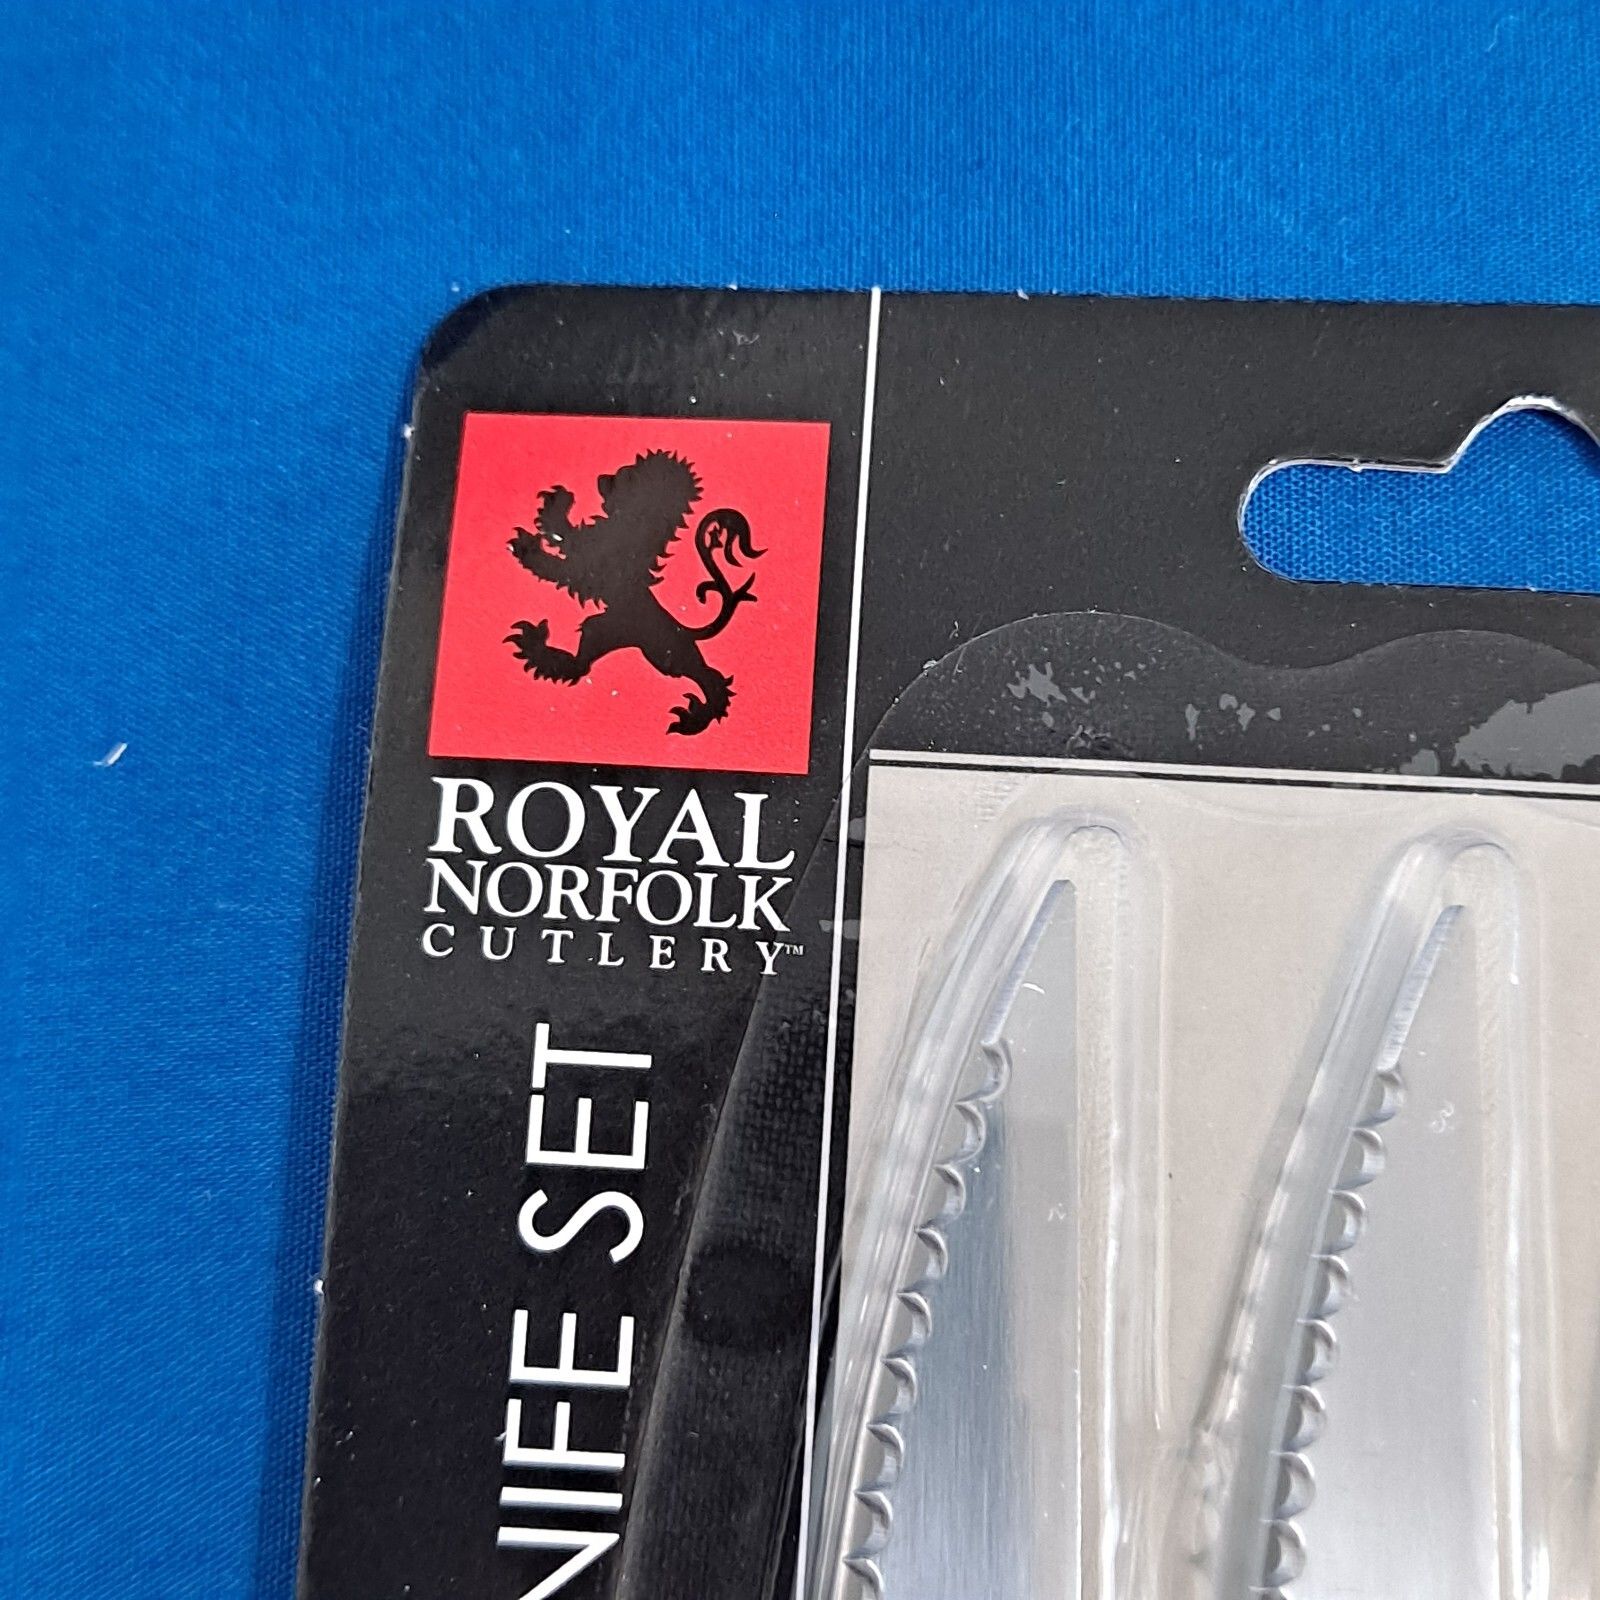 ROYAL
NORFOLK
CUTLERY™
NIFE SET